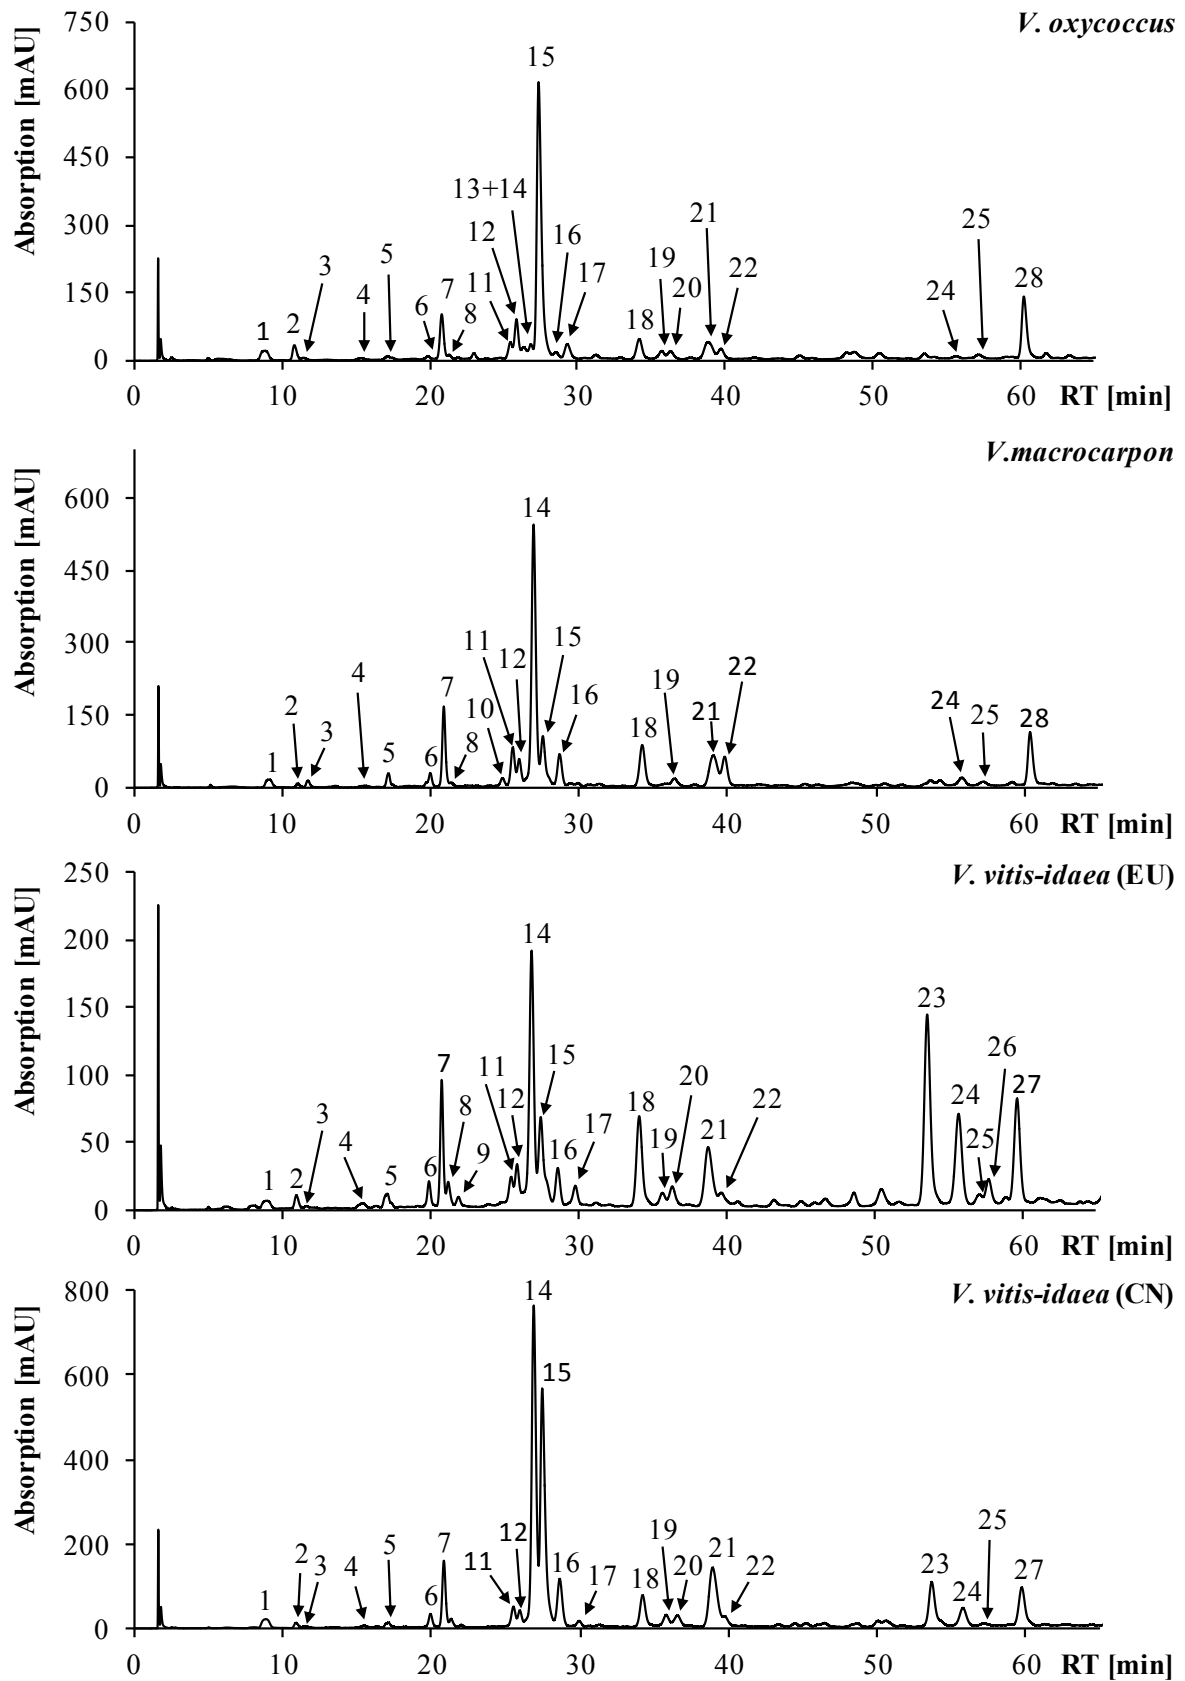 V. oxycoccus
Absorption [mAU]
750
600
450
300
150
0
1 2 3 4 5 6 7 8 11 12 13+14 15 16 17 18 19 20 21 22 24 25 28
0 10 20 30 40 50 60 RT [min]
V.macrocarpon
Absorption [mAU]
600
450
300
150
0
1 2 3 4 5 6 7 8 10 11 12 14 15 16 18 19 21 22 24 25 28
0 10 20 30 40 50 60 RT [min]
V. vitis-idaea (EU)
Absorption [mAU]
250
200
150
100
50
0
1 2 3 4 5 6 7 8 9 11 12 14 15 16 17 18 19 20 21 22 23 24 25 26 27
0 10 20 30 40 50 60 RT [min]
V. vitis-idaea (CN)
Absorption [mAU]
800
600
400
200
0
1 2 3 4 5 6 7 11 12 14 15 16 17 18 19 20 21 22 23 24 25 27
0 10 20 30 40 50 60 RT [min]